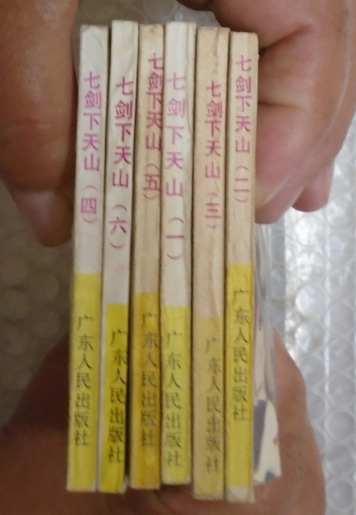 七剑下天山（四）
广东人民出版社
七剑下天山（六）
广东人民出版社
七剑下天山（五）
广东人民出版社
七剑下天山（一）
广东人民出版社
七剑下天山（三）
广东人民出版社
七剑下天山（二）
广东人民出版社